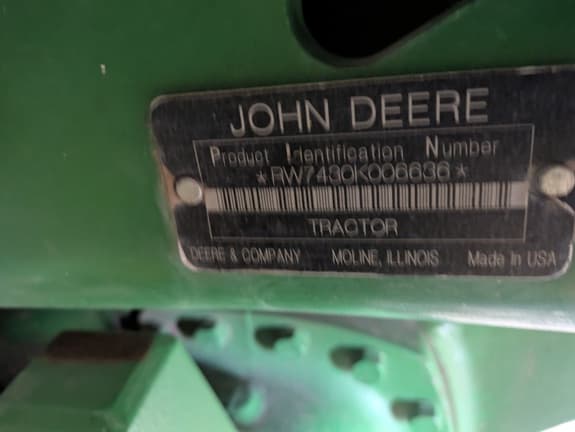 JOHN DEERE
Product Identification Number
*RW7430K006636*
TRACTOR
DEERE & COMPANY MOLINE, ILLINOIS Made in USA